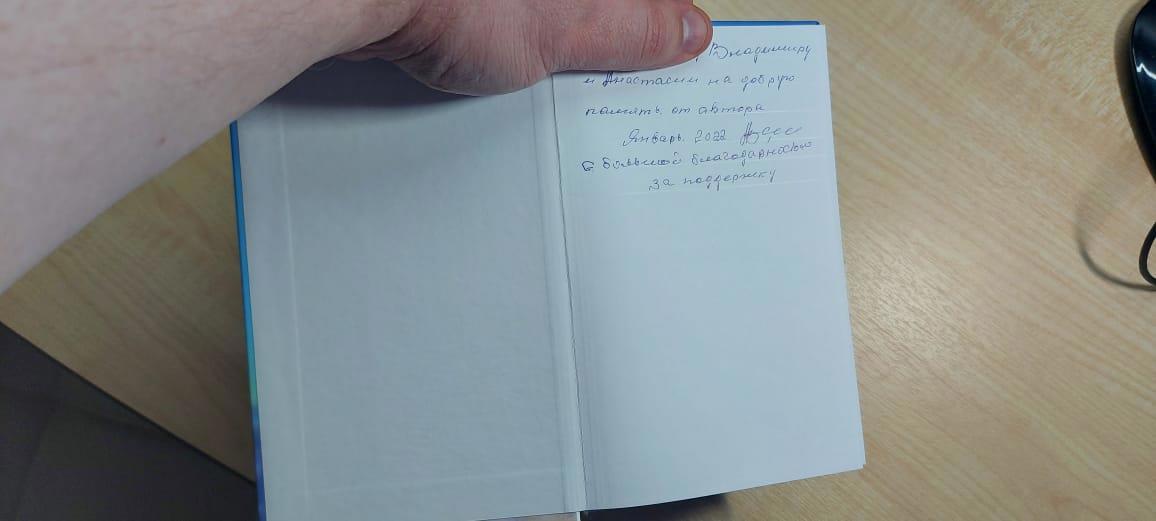 Владимиру
и Анастасии на добрую
память от автора
Январь. 2022
с большой благодарностью
за поддержку